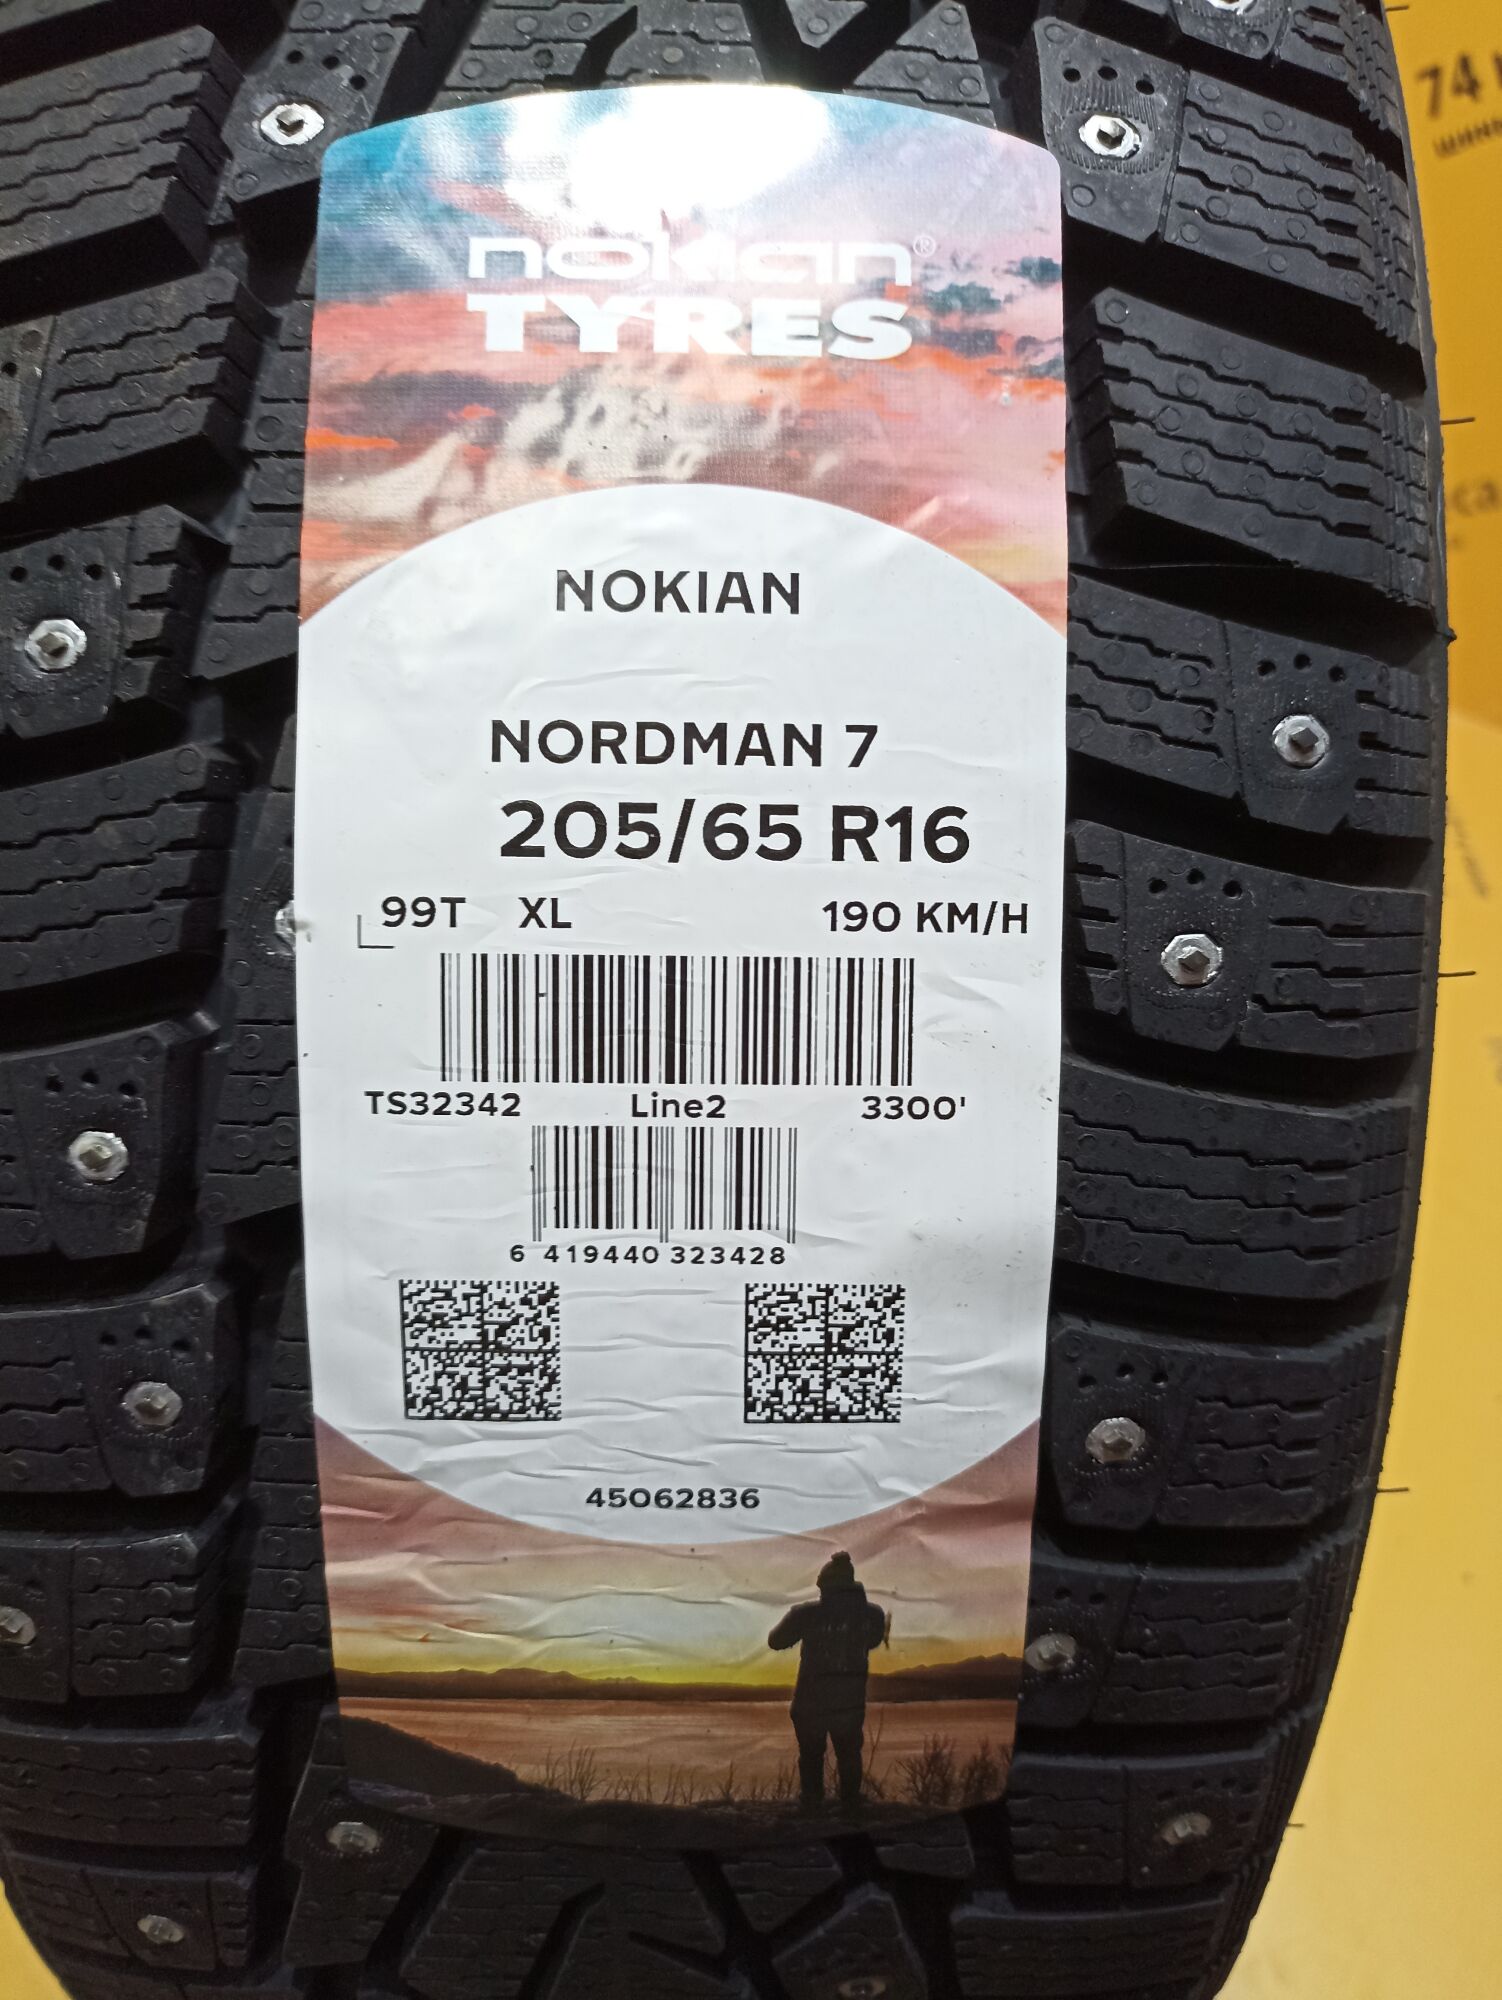 nokian®
TYRES
74
NOKIAN
NORDMAN 7
205/65 R16
99T XL 190 KM/H
TS32342 Line2 3300'
6 419440 323428
45062836